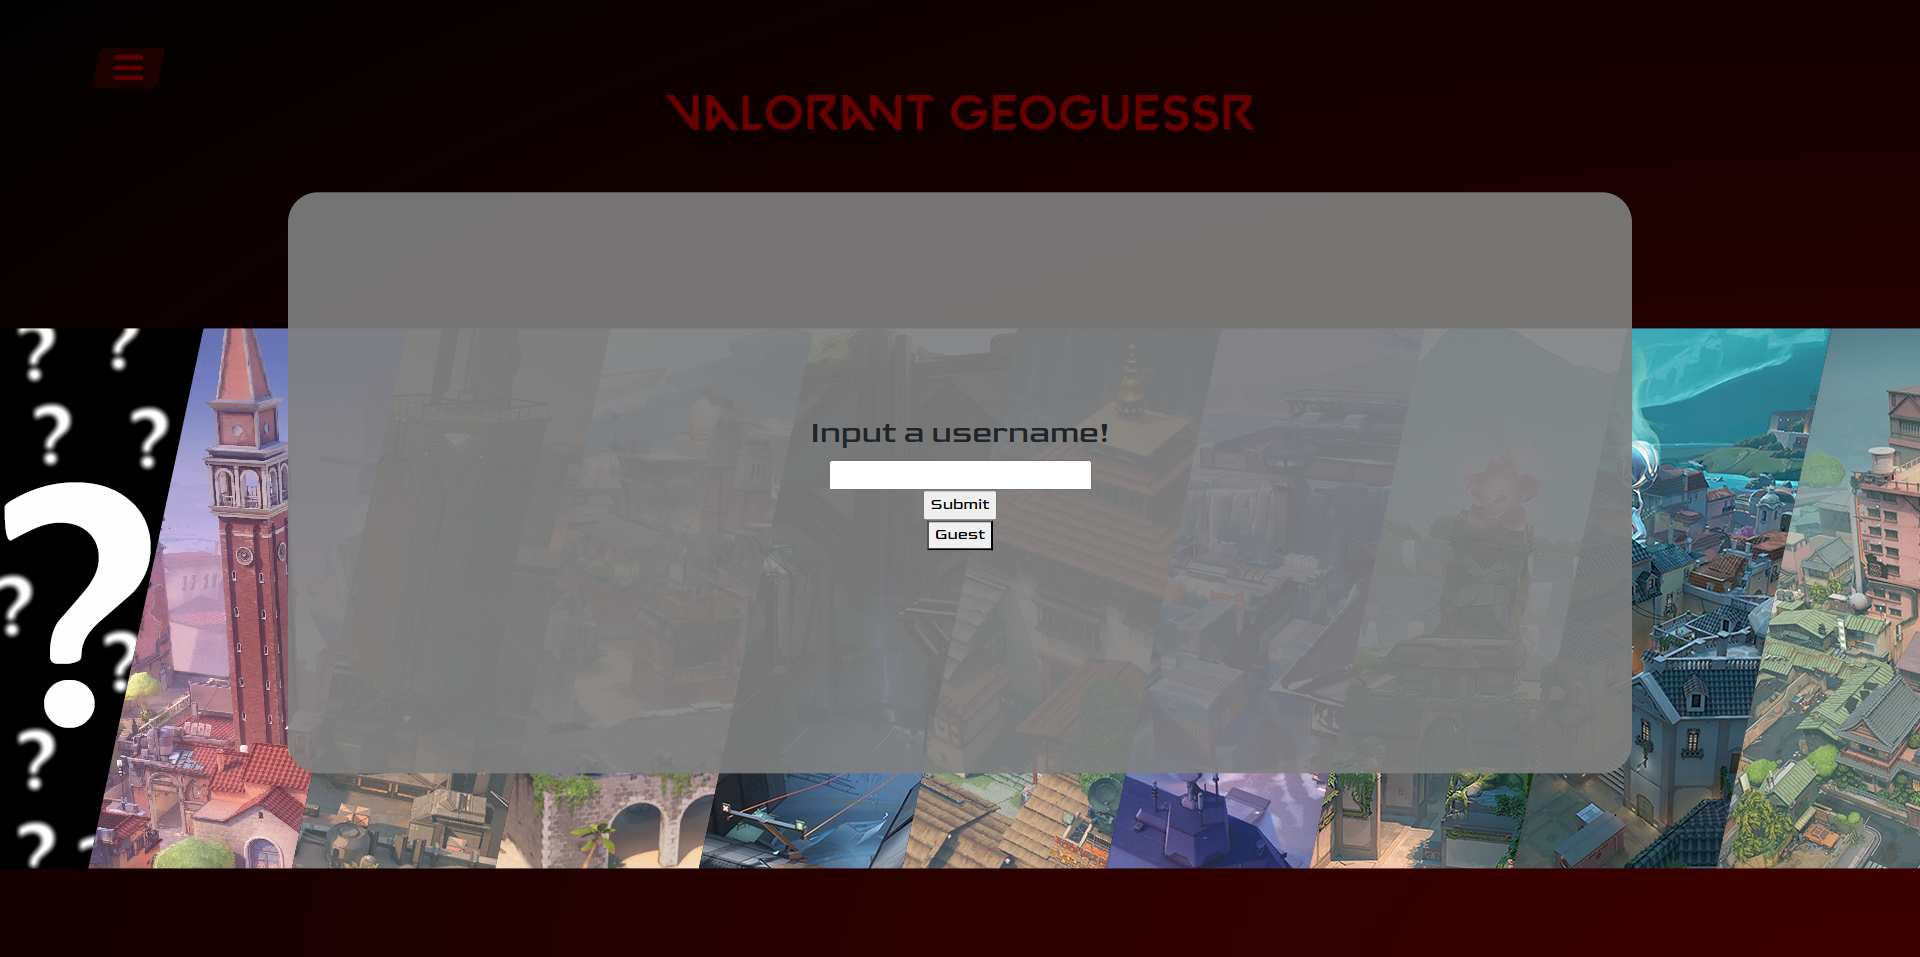 VALORANT GEOGUESSR
? ?
? ?
?
?
?
?
?
Input a username!
Submit
Guest